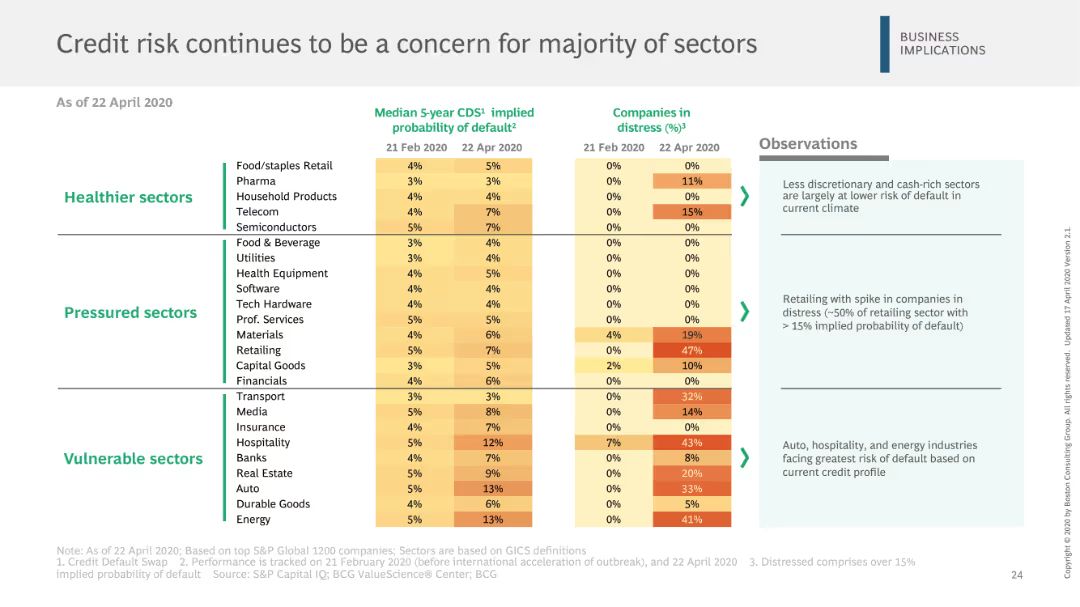 Credit risk continues to be a concern for majority of sectors
BUSINESS
IMPLICATIONS
As of 22 April 2020
Median 5-year CDS¹ implied
probability of default²
Companies in
distress (%)³
21 Feb 2020 22 Apr 2020 21 Feb 2020 22 Apr 2020
Observations
Healthier sectors
Food/staples Retail 4% 5% 0% 0%
Pharma 3% 3% 0% 11%
Household Products 4% 4% 0% 0%
Telecom 4% 7% 0% 15%
Semiconductors 5% 7% 0% 0%
Less discretionary and cash-rich sectors
are largely at lower risk of default in
current climate
Pressured sectors
Food & Beverage 3% 4% 0% 0%
Utilities 3% 4% 0% 0%
Health Equipment 4% 5% 0% 0%
Software 4% 4% 0% 0%
Tech Hardware 4% 4% 0% 0%
Prof. Services 5% 5% 0% 0%
Materials 4% 6% 4% 19%
Retailing 5% 7% 0% 47%
Capital Goods 3% 5% 2% 10%
Financials 4% 6% 0% 0%
Retailing with spike in companies in
distress (~50% of retailing sector with
> 15% implied probability of default)
Vulnerable sectors
Transport 3% 3% 0% 32%
Media 5% 8% 0% 14%
Insurance 4% 7% 0% 0%
Hospitality 5% 12% 7% 43%
Banks 4% 7% 0% 8%
Real Estate 5% 9% 0% 20%
Auto 5% 13% 0% 33%
Durable Goods 4% 6% 0% 5%
Energy 5% 13% 0% 41%
Auto, hospitality, and energy industries
facing greatest risk of default based on
current credit profile
Note: As of 22 April 2020; Based on top S&P Global 1200 companies; Sectors are based on GICS definitions
1. Credit Default Swap 2. Performance is tracked on 21 February 2020 (before international acceleration of outbreak), and 22 April 2020 3. Distressed comprises over 15%
implied probability of default Source: S&P Capital IQ; BCG ValueScience® Center; BCG
24
Copyright © 2020 by Boston Consulting Group. All rights reserved. Updated 17 April 2020 Version 2.1.